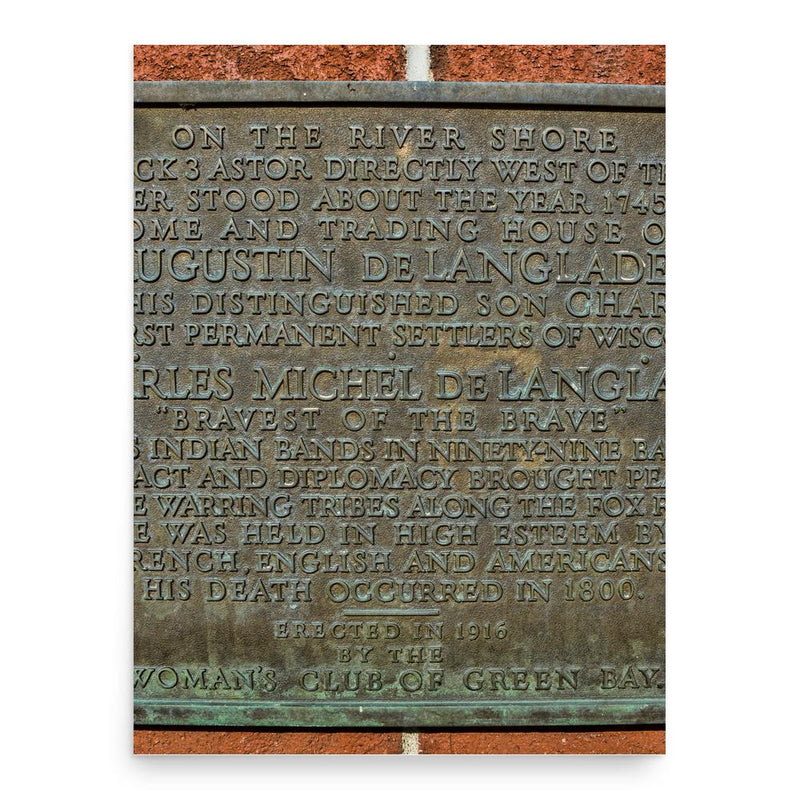 ON THE RIVER SHORE
CK 3 ASTOR DIRECTLY WEST OF TH
ER STOOD ABOUT THE YEAR 1745
OME AND TRADING HOUSE O
AUGUSTIN DE LANGLADE
HIS DISTINGUISHED SON CHAR
RST PERMANENT SETTLERS OF WISCO
ARLES MICHEL DE LANGLA
"BRAVEST OF THE BRAVE"
S INDIAN BANDS IN NINETY-NINE BA
ACT AND DIPLOMACY BROUGHT PEA
E WARRING TRIBES ALONG THE FOX R
E WAS HELD IN HIGH ESTEEM BY
RENCH, ENGLISH AND AMERICANS
HIS DEATH OCCURRED IN 1800.
ERECTED IN 1916
BY THE
WOMAN'S CLUB OF GREEN BAY.